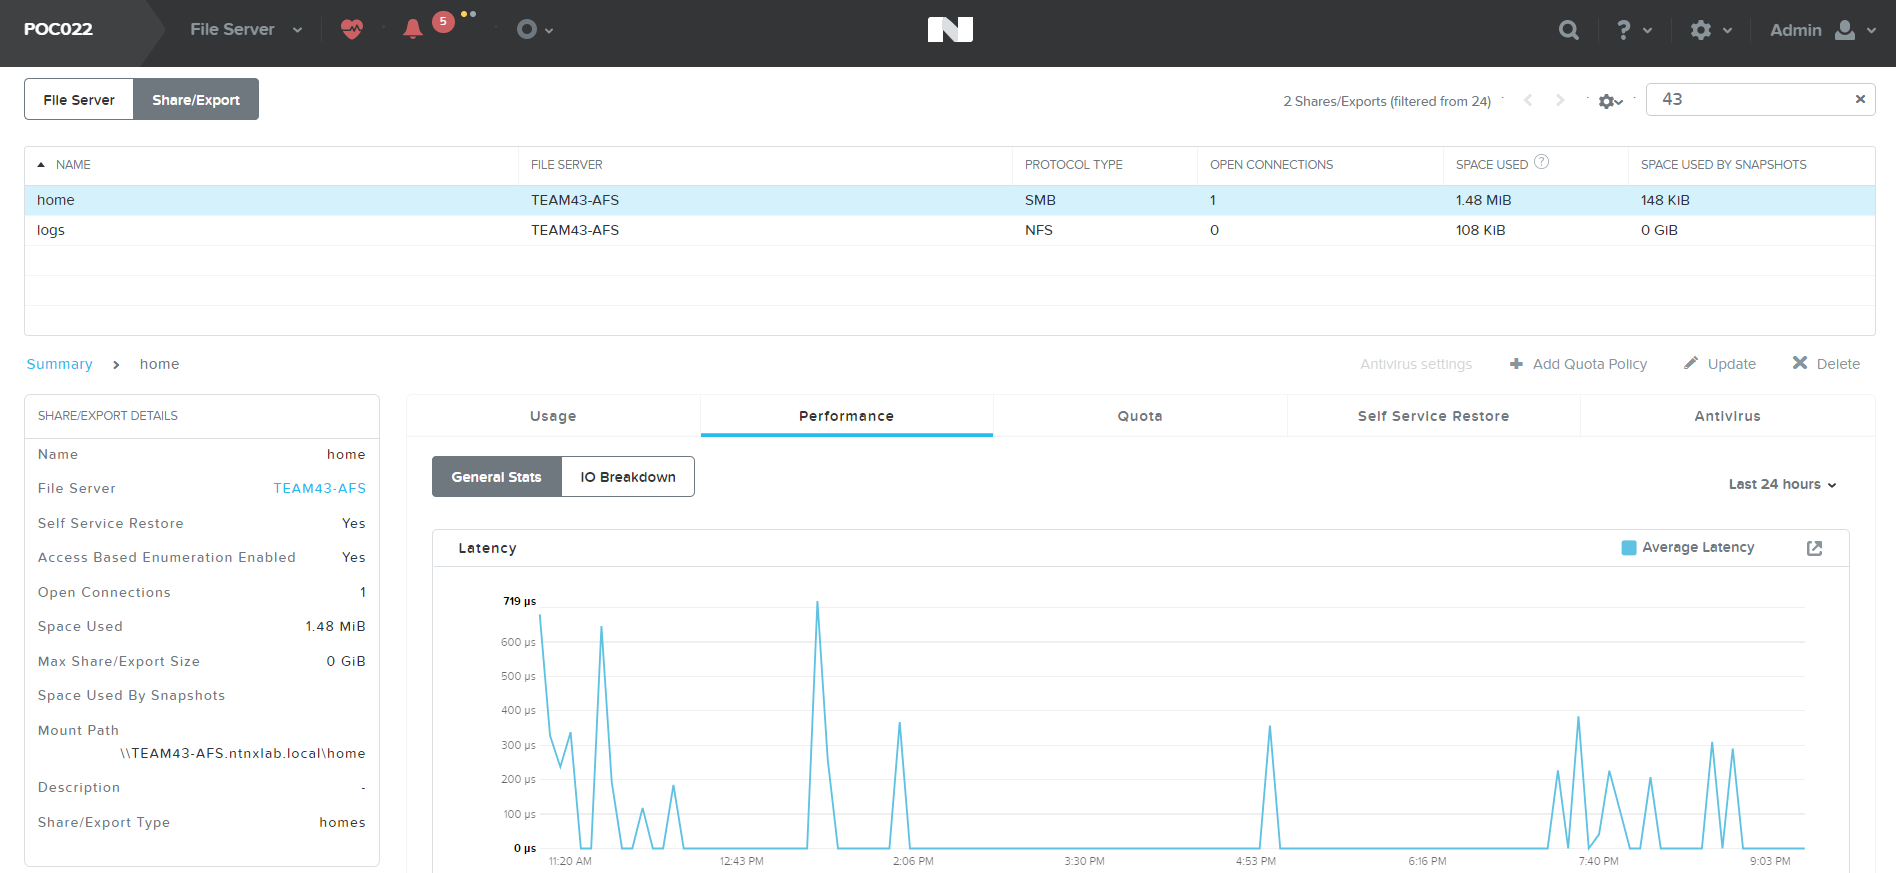 POC022 File Server 5 ? Admin
File Server Share/Export 2 Shares/Exports (filtered from 24) 43
NAME FILE SERVER PROTOCOL TYPE OPEN CONNECTIONS SPACE USED ? SPACE USED BY SNAPSHOTS
home TEAM43-AFS SMB 1 1.48 MiB 148 KiB
logs TEAM43-AFS NFS 0 108 KiB 0 GiB
Summary home Antivirus settings Add Quota Policy Update Delete
SHARE/EXPORT DETAILS
Name home
File Server TEAM43-AFS
Self Service Restore Yes
Access Based Enumeration Enabled Yes
Open Connections 1
Space Used 1.48 MiB
Max Share/Export Size 0 GiB
Space Used By Snapshots
Mount Path
\\TEAM43-AFS.ntnxlab.local\home
Description -
Share/Export Type homes
Usage Performance Quota Self Service Restore Antivirus
General Stats IO Breakdown Last 24 hours
Latency Average Latency
719 µs
600 µs
500 µs
400 µs
300 µs
200 µs
100 µs
0 µs
11:20 AM 12:43 PM 2:06 PM 3:30 PM 4:53 PM 6:16 PM 7:40 PM 9:03 PM